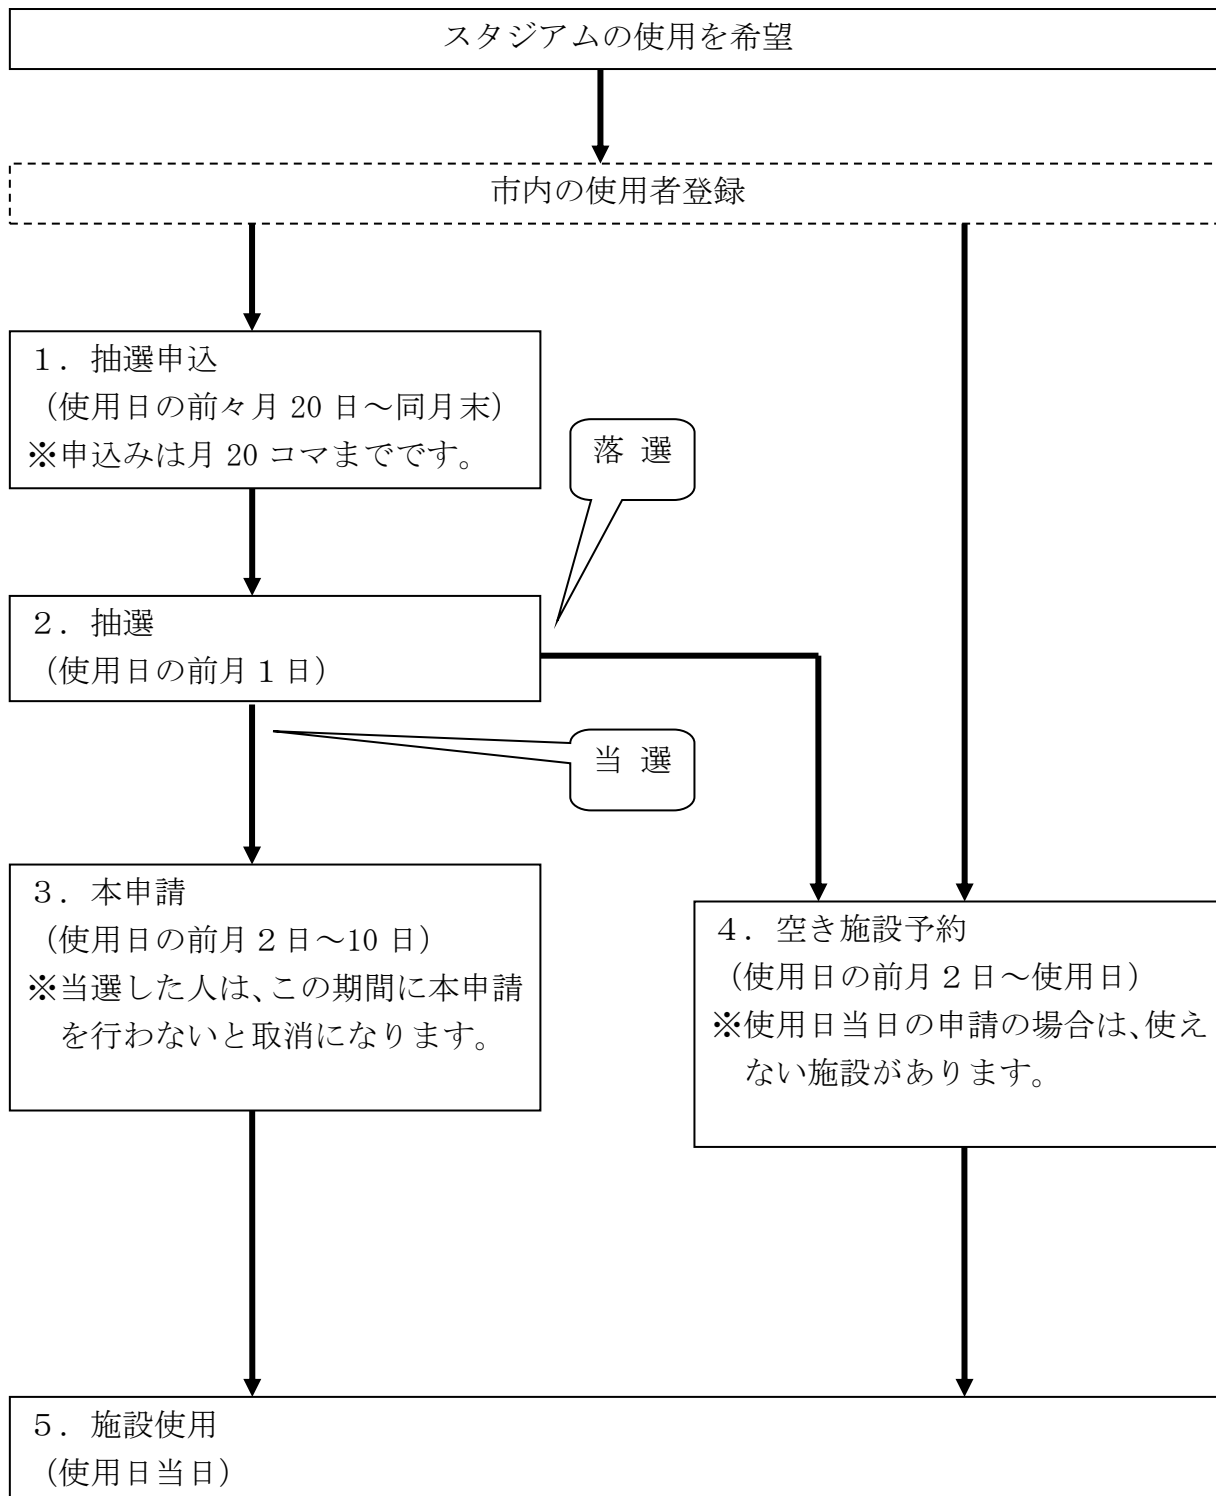 スタジアムの使用を希望
市内の使用者登録
１．抽選申込
（使用日の前々月 20 日～同月末）
※申込みは月 20 コマまでです。
落 選
２．抽選
（使用日の前月１日）
当 選
３．本申請
（使用日の前月２日～10 日）
※当選した人は、この期間に本申請
を行わないと取消になります。
４．空き施設予約
（使用日の前月２日～使用日）
※使用日当日の申請の場合は、使え
ない施設があります。
５．施設使用
（使用日当日）